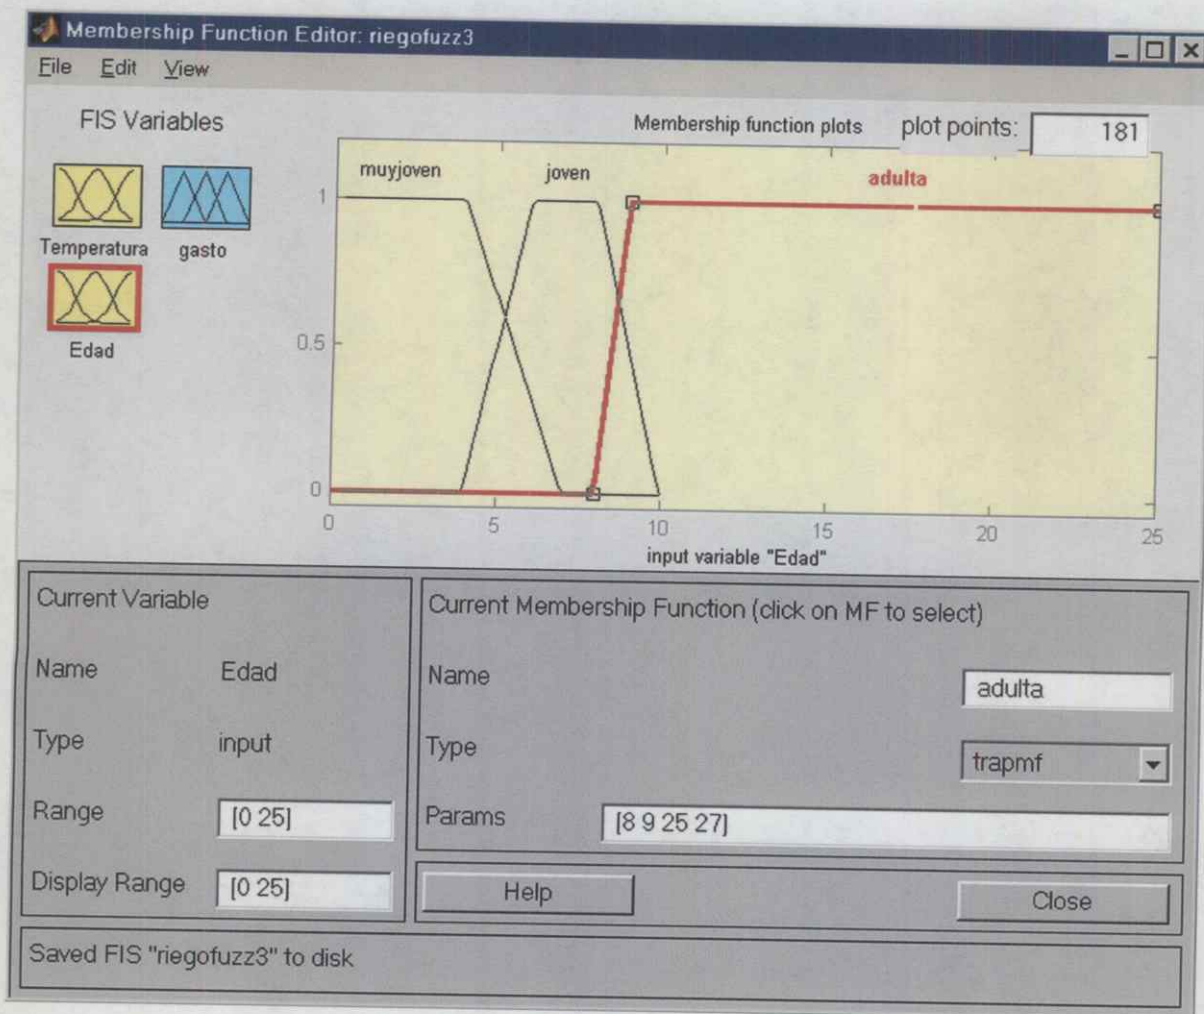 Membership Function Editor: riegofuzz3
File Edit View
FIS Variables
Membership function plots plot points: 181
Temperatura gasto
Edad
muyjoven joven adulta
1
0.5
0
0 5 10 15 20 25
input variable "Edad"
Current Variable
Name Edad
Type input
Range [0 25]
Display Range [0 25]
Current Membership Function (click on MF to select)
Name adulta
Type trapmf
Params [8 9 25 27]
Help Close
Saved FIS "riegofuzz3" to disk